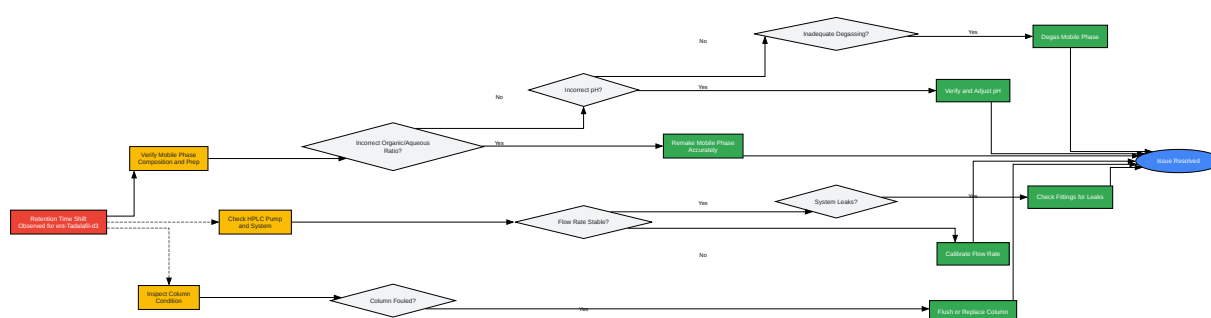 Inadequate Degassing?
Yes
Degas Mobile Phase
No
Incorrect pH?
Yes
Verify and Adjust pH
No
Incorrect Organic/Aqueous
Ratio?
Yes
Remake Mobile Phase
Accurately
Verify Mobile Phase
Composition and Prep
Issue Resolved
Retention Time Shift
Observed for ent-Tadalafil-d3
Check HPLC Pump
and System
Flow Rate Stable?
Yes
System Leaks?
Yes
Check Fittings for Leaks
No
Calibrate Flow Rate
Inspect Column
Condition
Column Fouled?
Yes
Flush or Replace Column